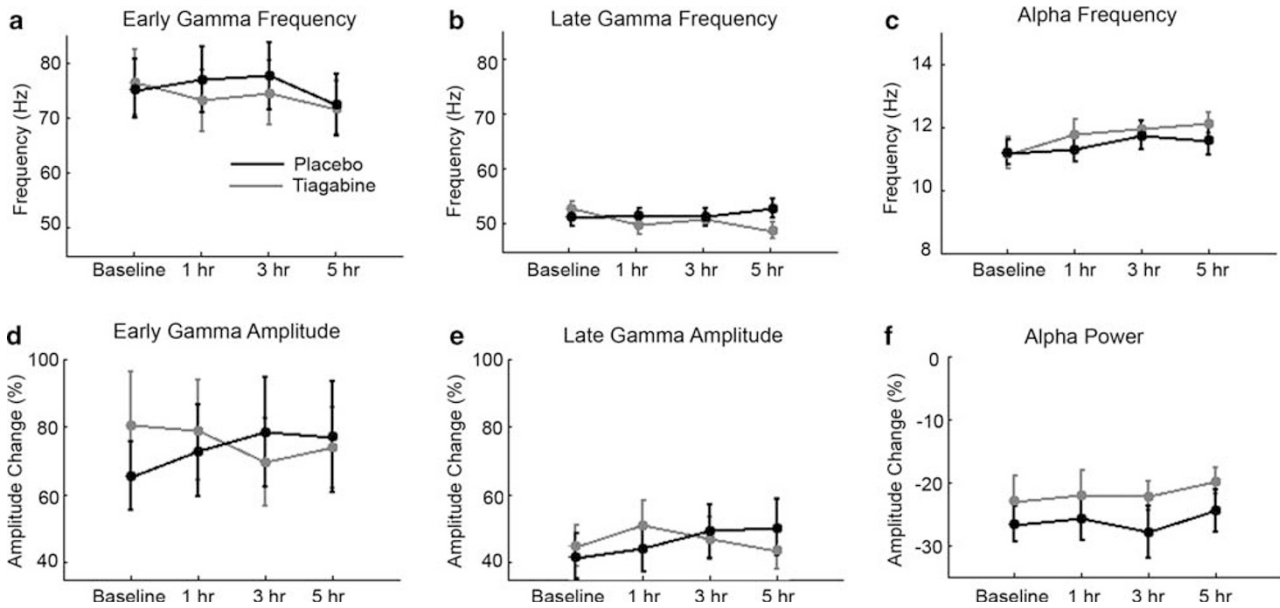 a Early Gamma Frequency
Frequency (Hz)
80
70
60
50
Placebo
Tiagabine
Baseline 1 hr 3 hr 5 hr
b Late Gamma Frequency
Frequency (Hz)
80
70
60
50
Baseline 1 hr 3 hr 5 hr
c Alpha Frequency
Frequency (Hz)
14
12
10
8
Baseline 1 hr 3 hr 5 hr
d Early Gamma Amplitude
Amplitude Change (%)
100
80
60
40
Baseline 1 hr 3 hr 5 hr
e Late Gamma Amplitude
Amplitude Change (%)
100
80
60
40
Baseline 1 hr 3 hr 5 hr
f Alpha Power
Amplitude Change (%)
0
-10
-20
-30
Baseline 1 hr 3 hr 5 hr